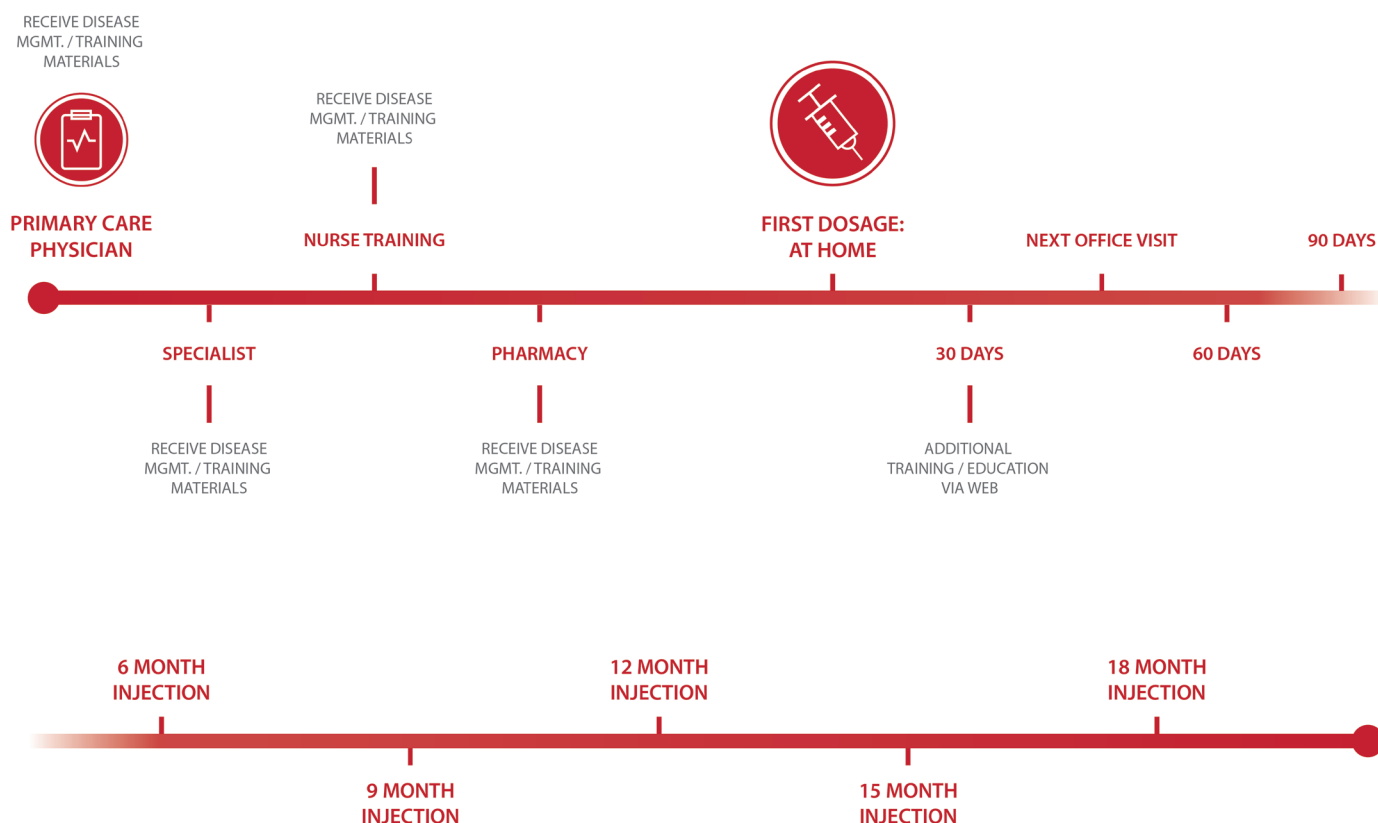 RECEIVE DISEASE
MGMT. / TRAINING
MATERIALS
PRIMARY CARE
PHYSICIAN
RECEIVE DISEASE
MGMT. / TRAINING
MATERIALS
NURSE TRAINING
FIRST DOSAGE:
AT HOME
NEXT OFFICE VISIT
90 DAYS
SPECIALIST
RECEIVE DISEASE
MGMT. / TRAINING
MATERIALS
PHARMACY
RECEIVE DISEASE
MGMT. / TRAINING
MATERIALS
30 DAYS
ADDITIONAL
TRAINING / EDUCATION
VIA WEB
60 DAYS
6 MONTH
INJECTION
12 MONTH
INJECTION
18 MONTH
INJECTION
9 MONTH
INJECTION
15 MONTH
INJECTION